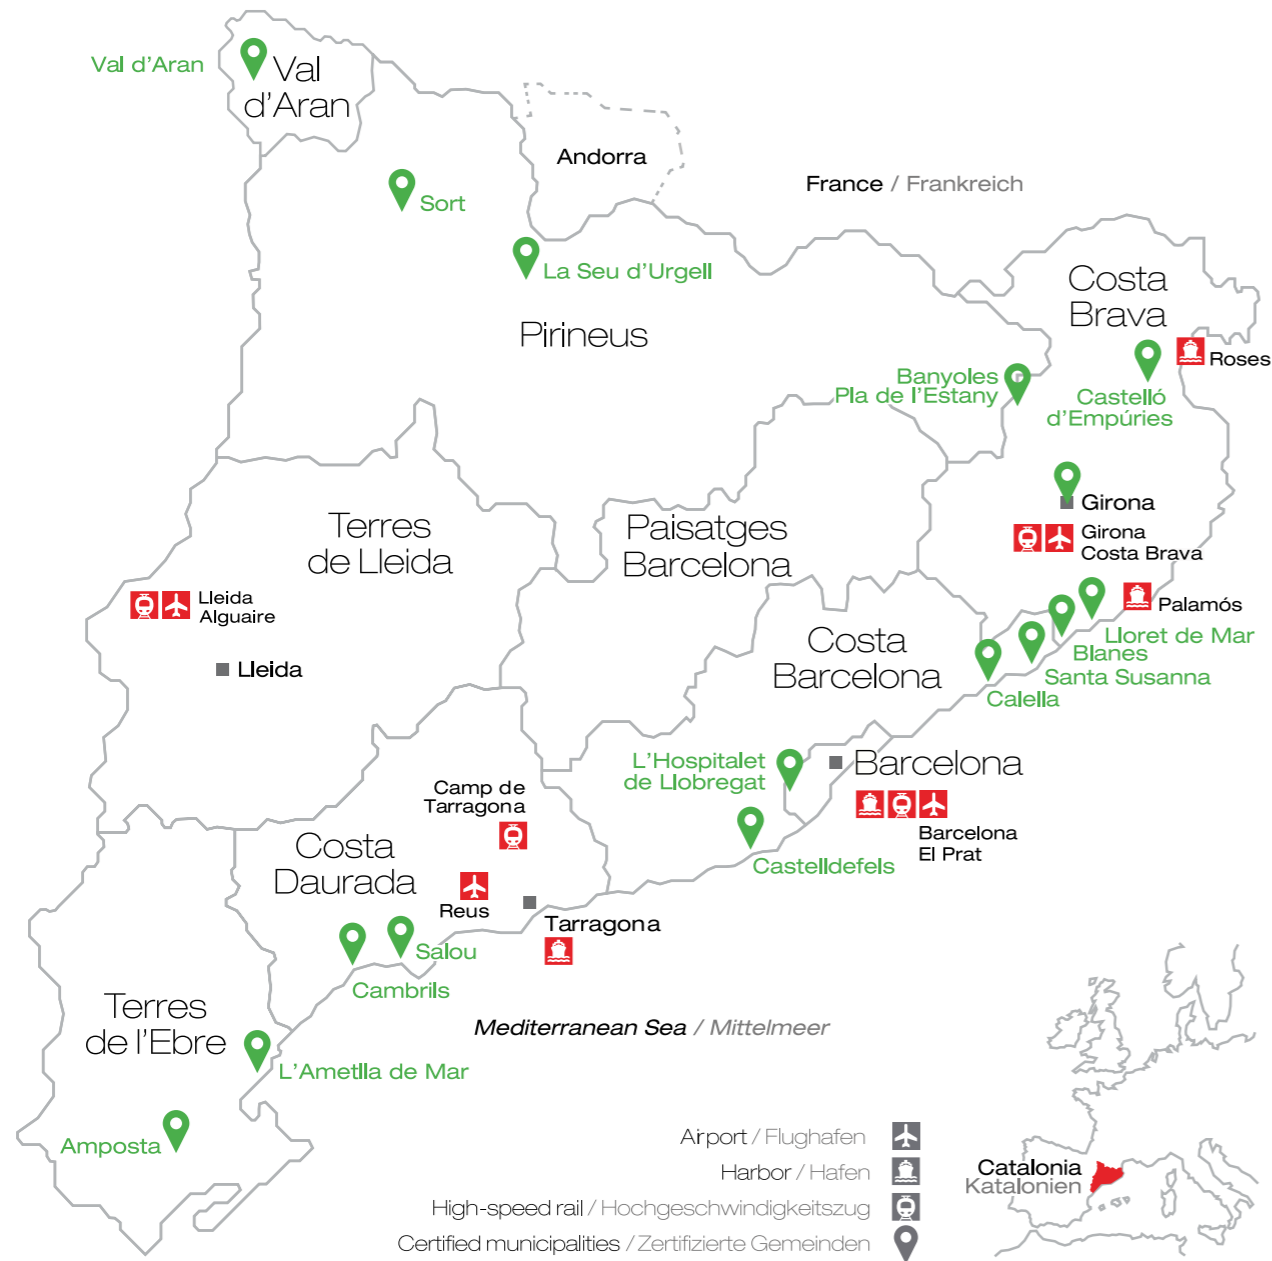 Val d'Aran
Val
d'Aran
Andorra
France / Frankreich
Sort
La Seu d'Urgell
Pirineus
Costa
Brava
Roses
Banyoles
Pla de l'Estany
Castelló
d'Empúries
Girona
Girona
Costa Brava
Terres
de Lleida
Paisatges
Barcelona
Lleida
Alguaire
Lleida
Palamós
Lloret de Mar
Blanes
Santa Susanna
Calella
Costa
Barcelona
L'Hospitalet
de Llobregat
Barcelona
Barcelona
El Prat
Castelldefels
Camp de
Tarragona
Costa
Daurada
Reus
Tarragona
Salou
Cambrils
Terres
de l'Ebre
Mediterranean Sea / Mittelmeer
L'Ametlla de Mar
Amposta
Airport / Flughafen
Harbor / Hafen
High-speed rail / Hochgeschwindigkeitszug
Certified municipalities / Zertifizierte Gemeinden
Catalonia
Katalonien